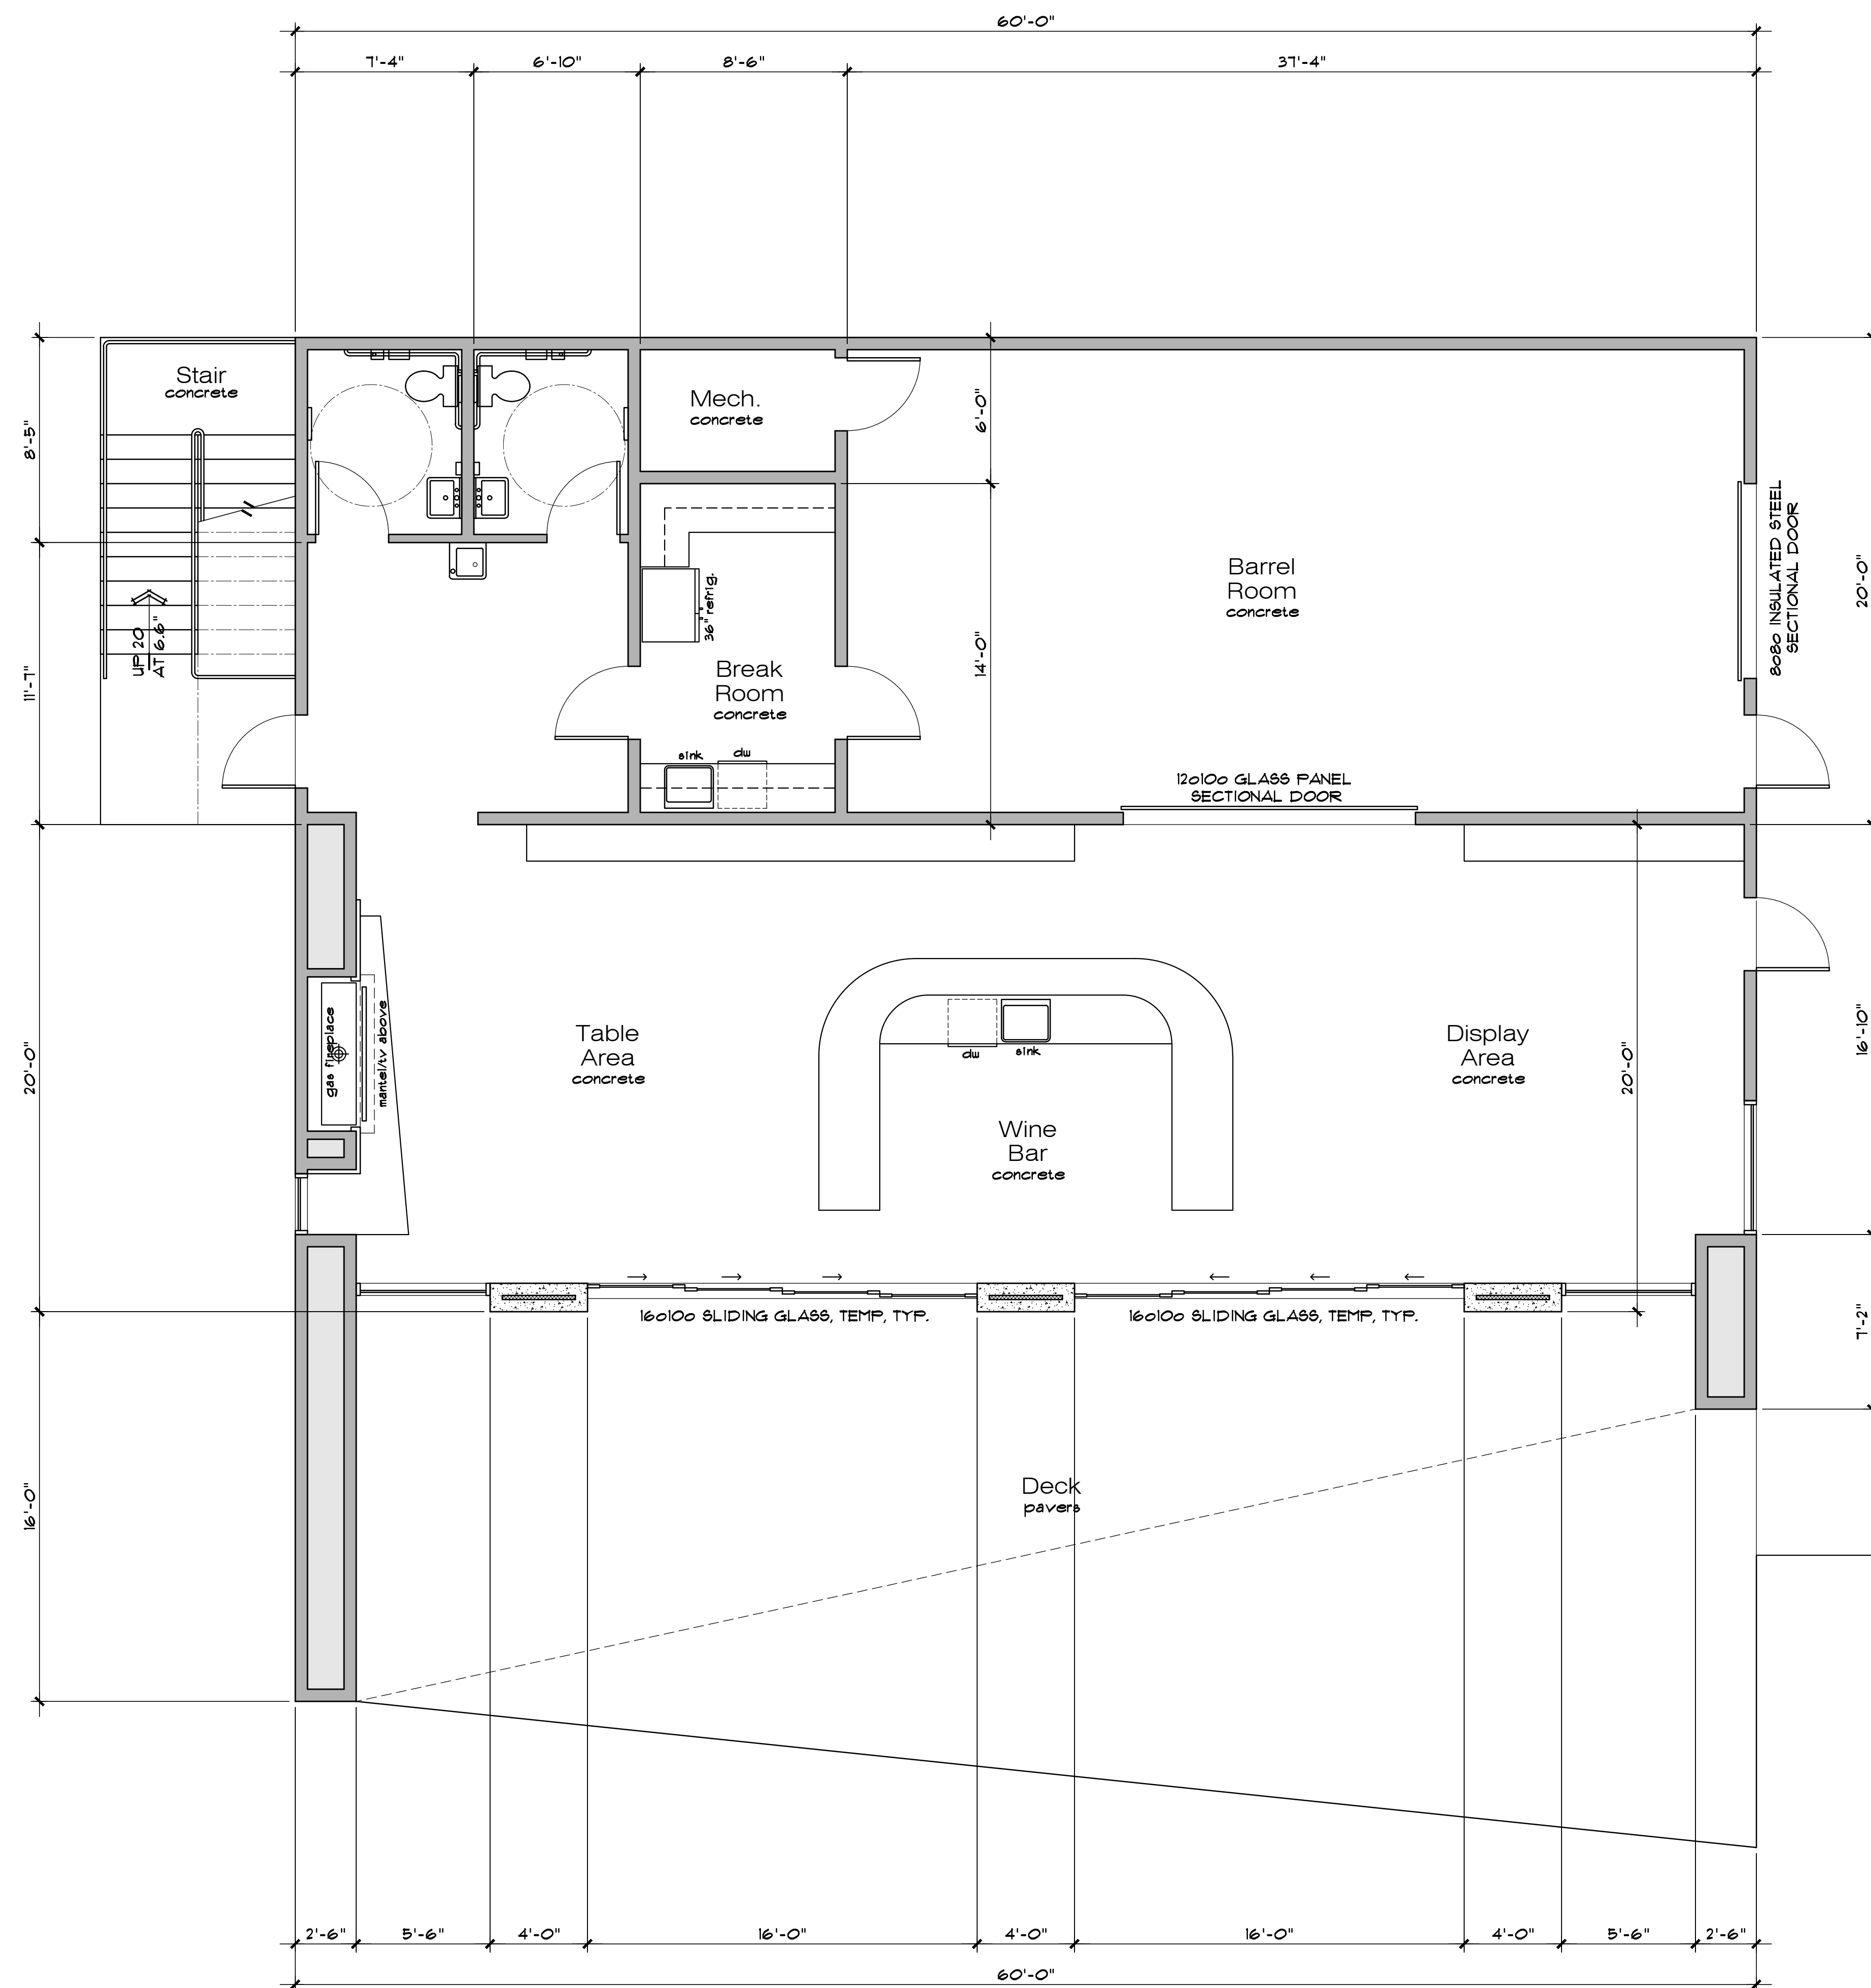 60'-0"
7'-4"
6'-10"
8'-6"
37'-4"
Stair
concrete
8'-5"
Mech.
concrete
6'-0"
Barrel
Room
concrete
8080 INSULATED STEEL
SECTIONAL DOOR
20'-0"
36" refrig.
UP 20
AT 6.6"
Break
Room
concrete
14'-0"
11'-7"
sink
dw
12010o GLASS PANEL
SECTIONAL DOOR
gas fireplace
mantel/tv above
Table
Area
concrete
dw
sink
Display
Area
concrete
20'-0"
20'-0"
16'-10"
Wine
Bar
concrete
16010o SLIDING GLASS, TEMP, TYP.
16010o SLIDING GLASS, TEMP, TYP.
7'-2"
Deck
pavers
16'-0"
2'-6"
5'-6"
4'-0"
16'-0"
4'-0"
16'-0"
4'-0"
5'-6"
2'-6"
60'-0"